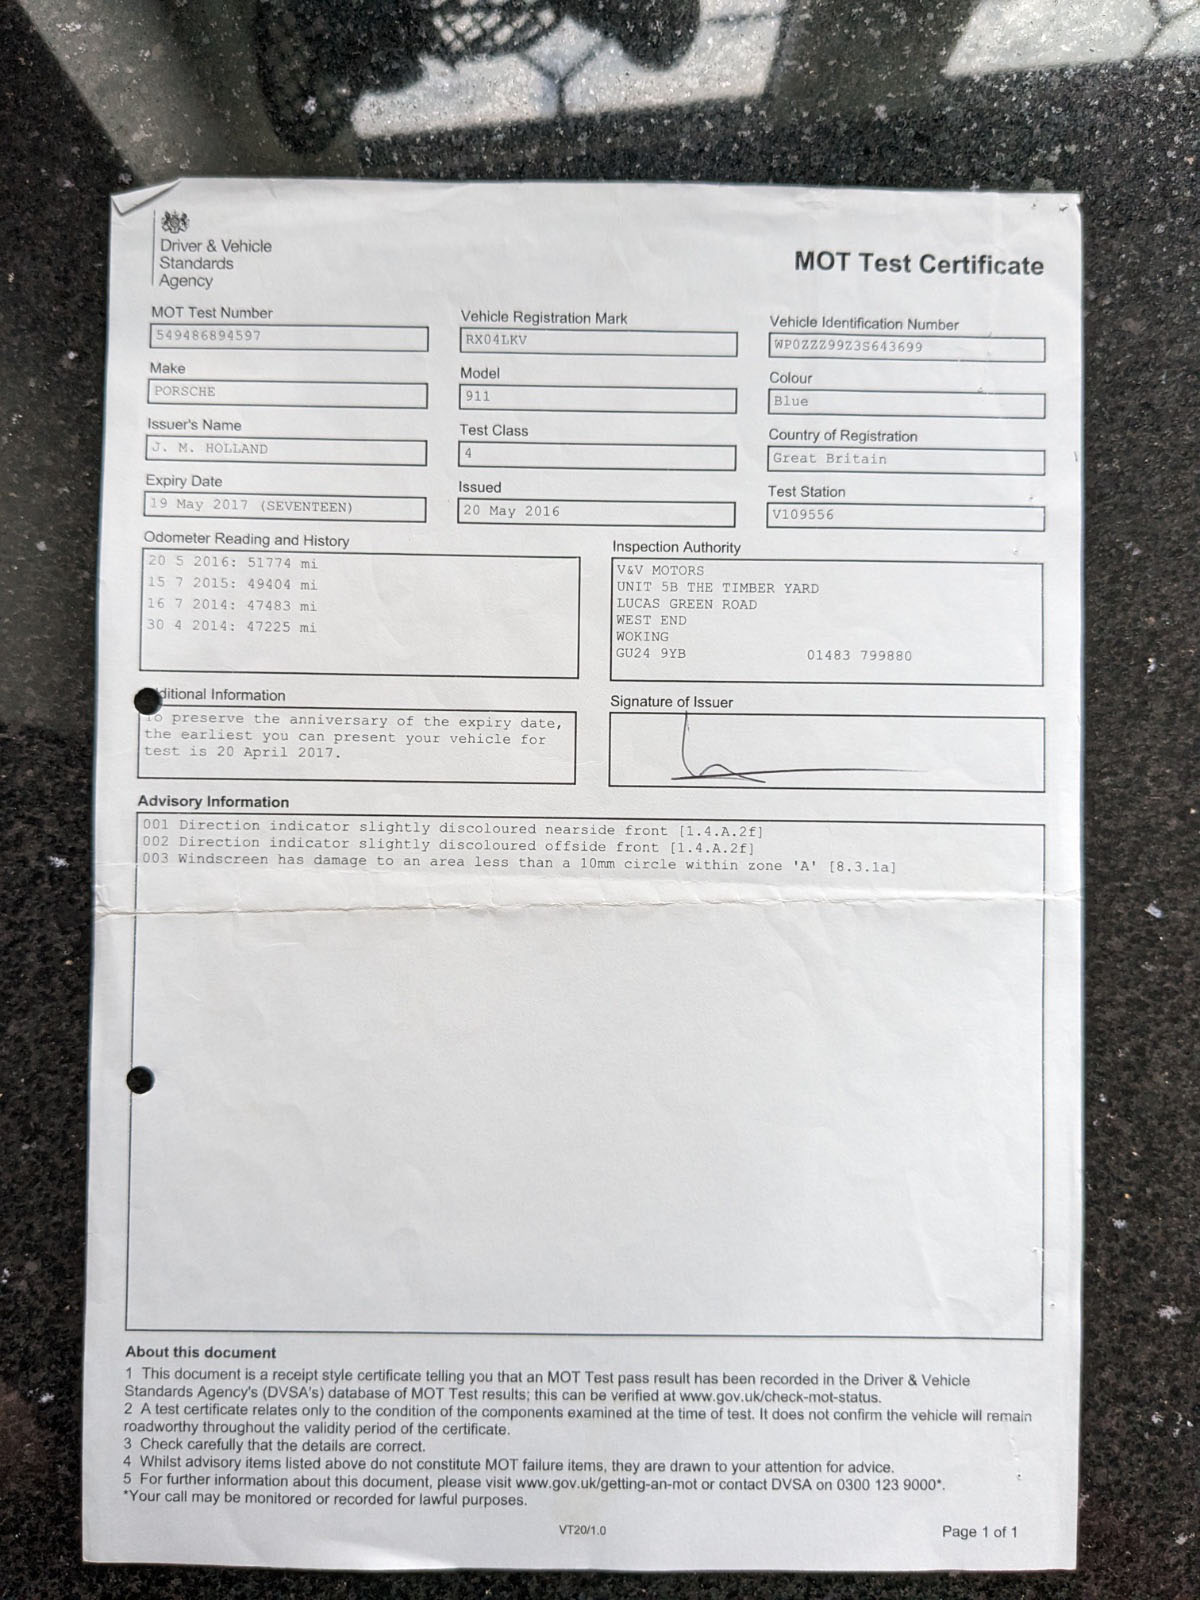 Driver & Vehicle
Standards
Agency
MOT Test Certificate
MOT Test Number
549486894597
Vehicle Registration Mark
RX04LKV
Vehicle Identification Number
WP0ZZZ99Z3S643699
Make
PORSCHE
Model
911
Colour
Blue
Issuer's Name
J. M. HOLLAND
Test Class
4
Country of Registration
Great Britain
Expiry Date
19 May 2017 (SEVENTEEN)
Issued
20 May 2016
Test Station
V109556
Odometer Reading and History
20 5 2016: 51774 mi
15 7 2015: 49404 mi
16 7 2014: 47483 mi
30 4 2014: 47225 mi
Inspection Authority
V&V MOTORS
UNIT 5B THE TIMBER YARD
LUCAS GREEN ROAD
WEST END
WOKING
GU24 9YB 01483 799880
ditional Information
To preserve the anniversary of the expiry date,
the earliest you can present your vehicle for
test is 20 April 2017.
Signature of Issuer
Advisory Information
001 Direction indicator slightly discoloured nearside front [1.4.A.2f]
002 Direction indicator slightly discoloured offside front [1.4.A.2f]
003 Windscreen has damage to an area less than a 10mm circle within zone 'A' [8.3.1a]
About this document
1 This document is a receipt style certificate telling you that an MOT Test pass result has been recorded in the Driver & Vehicle
Standards Agency's (DVSA's) database of MOT Test results; this can be verified at www.gov.uk/check-mot-status.
2 A test certificate relates only to the condition of the components examined at the time of test. It does not confirm the vehicle will remain
roadworthy throughout the validity period of the certificate.
3 Check carefully that the details are correct.
4 Whilst advisory items listed above do not constitute MOT failure items, they are drawn to your attention for advice.
5 For further information about this document, please visit www.gov.uk/getting-an-mot or contact DVSA on 0300 123 9000*.
*Your call may be monitored or recorded for lawful purposes.
VT20/1.0
Page 1 of 1